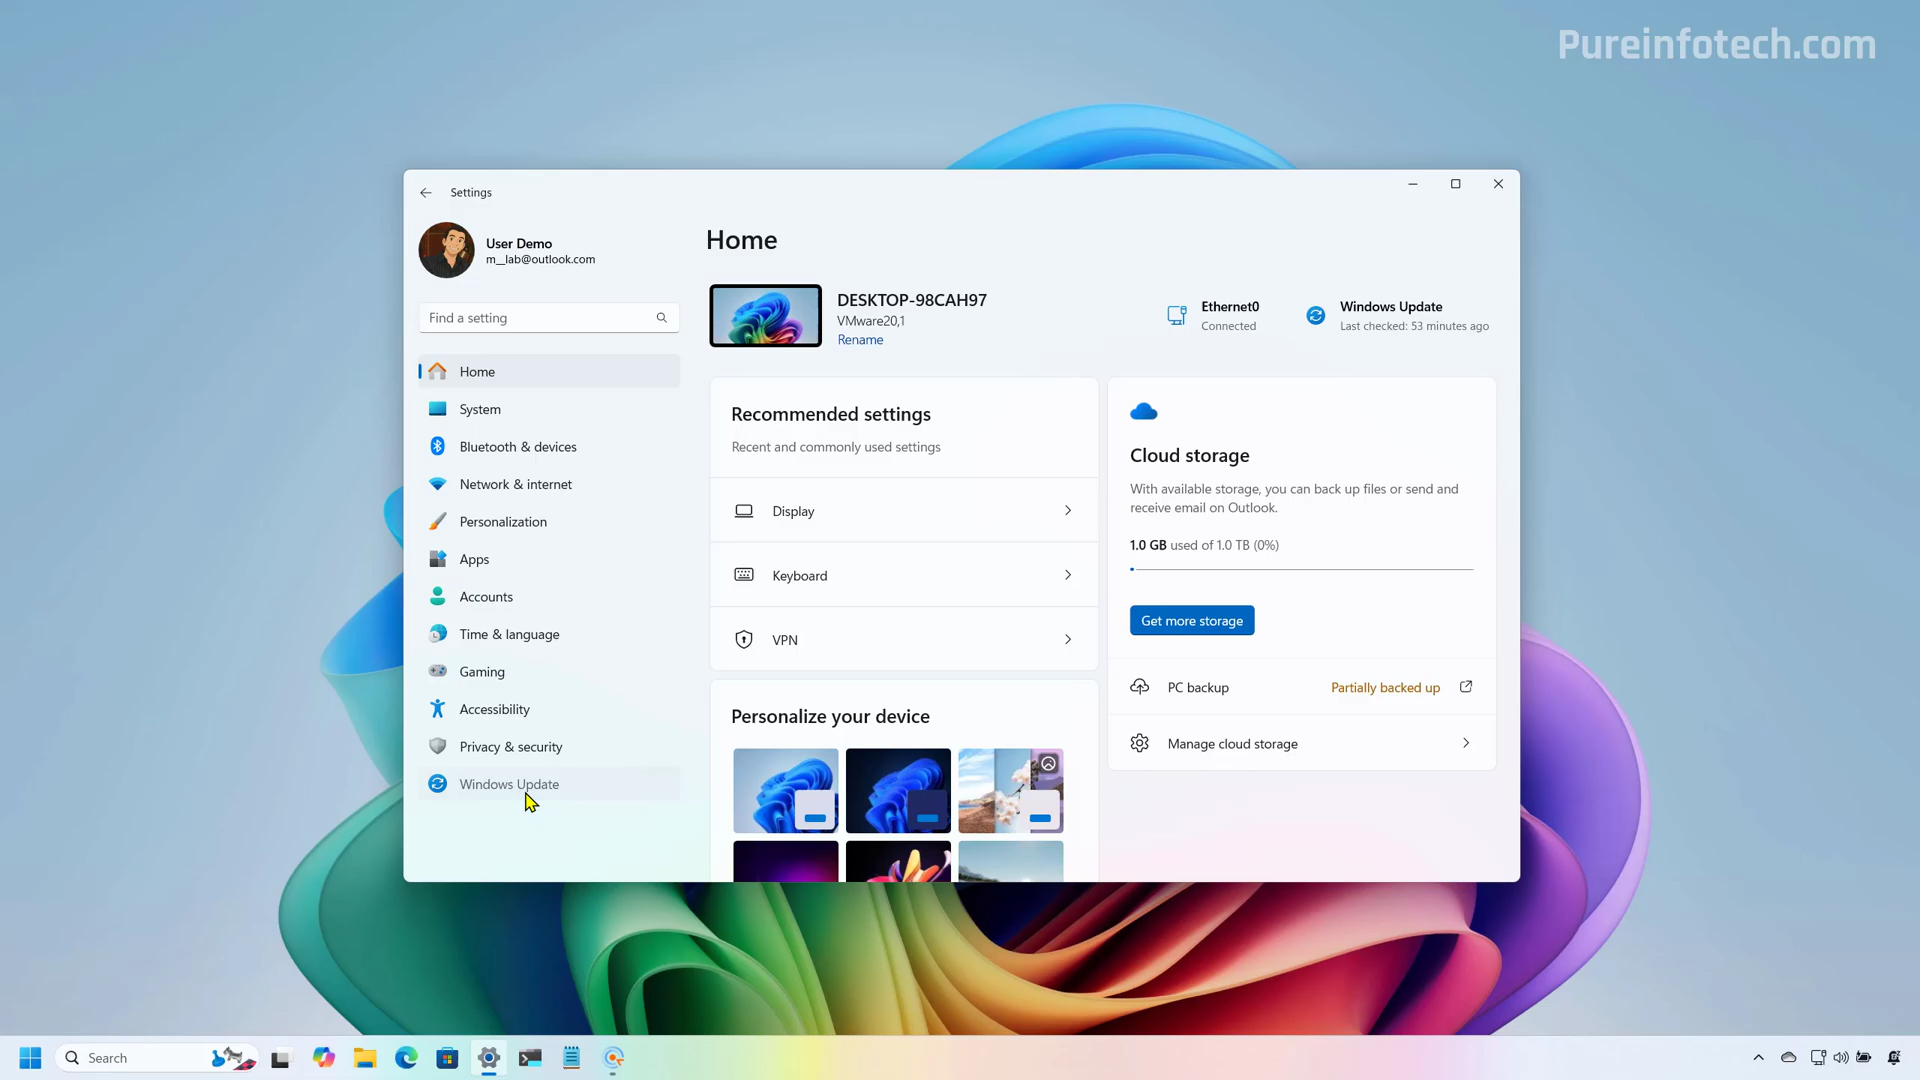 Pureinfotech.com
Settings
User Demo
m__lab@outlook.com
Find a setting
Home
System
Bluetooth & devices
Network & internet
Personalization
Apps
Accounts
Time & language
Gaming
Accessibility
Privacy & security
Windows Update
Home
DESKTOP-98CAH97
VMware20,1
Rename
Ethernet0
Connected
Windows Update
Last checked: 53 minutes ago
Recommended settings
Recent and commonly used settings
Display
Keyboard
VPN
Personalize your device
Cloud storage
With available storage, you can back up files or send and
receive email on Outlook.
1.0 GB used of 1.0 TB (0%)
Get more storage
PC backup
Partially backed up
Manage cloud storage
Search